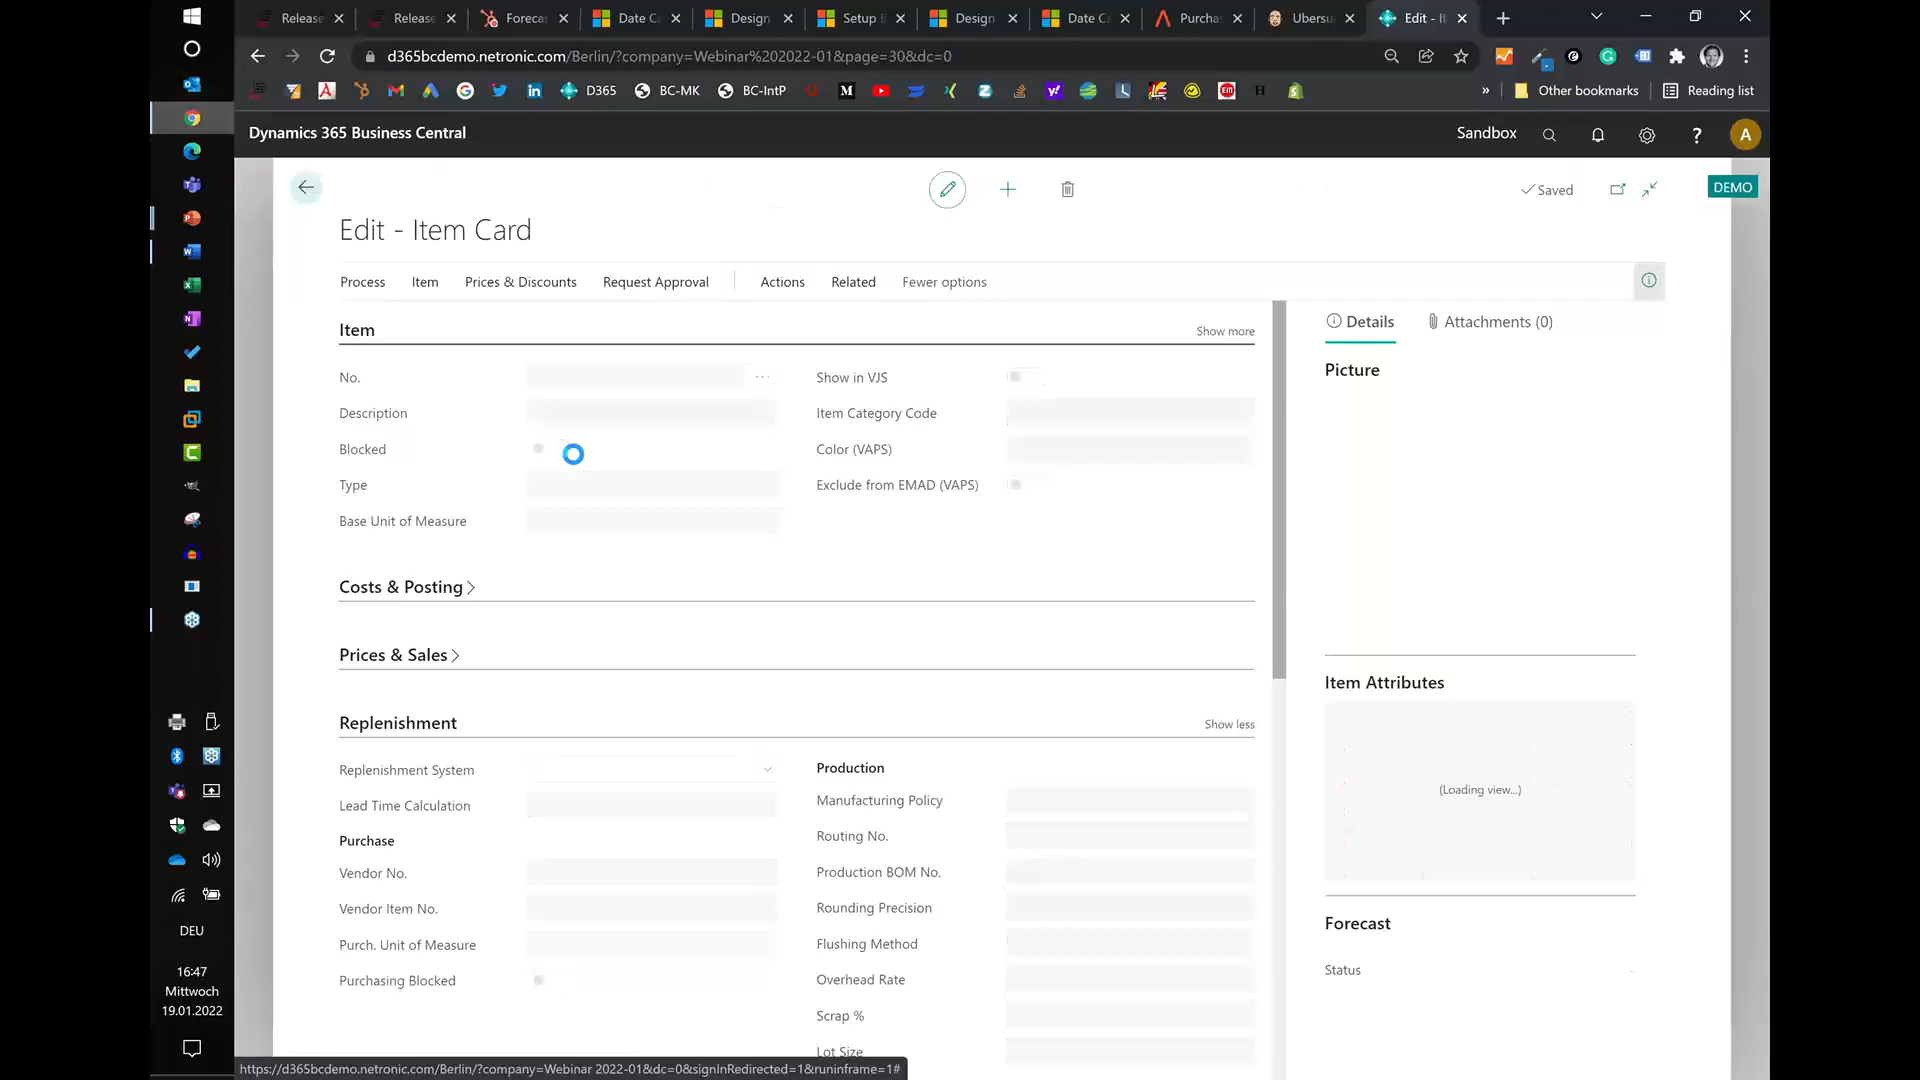 Release
Release
Forecas
Date C
Design
Setup
Design
Date C
Purcha
Ubersu
Edit - It
d365bcdemo.netronic.com/Berlin/?company=Webinar%202022-01&page=30&dc=0
D365
BC-MK
BC-IntP
»
Other bookmarks
Reading list
Dynamics 365 Business Central
Sandbox
?
A
Saved
DEMO
Edit - Item Card
Process
Item
Prices & Discounts
Request Approval
Actions
Related
Fewer options
Item
Show more
No.
Description
Blocked
Type
Base Unit of Measure
Show in VJS
Item Category Code
Color (VAPS)
Exclude from EMAD (VAPS)
Costs & Posting
Prices & Sales
Replenishment
Show less
Replenishment System
Lead Time Calculation
Purchase
Vendor No.
Vendor Item No.
Purch. Unit of Measure
Purchasing Blocked
Production
Manufacturing Policy
Routing No.
Production BOM No.
Rounding Precision
Flushing Method
Overhead Rate
Scrap %
Lot Size
Details
Attachments (0)
Picture
Item Attributes
(Loading view...)
Forecast
Status
DEU
16:47
Mittwoch
19.01.2022
https://d365bcdemo.netronic.com/Berlin/?company=Webinar 2022-01&dc=0&signInRedirected=1&runinframe=1#